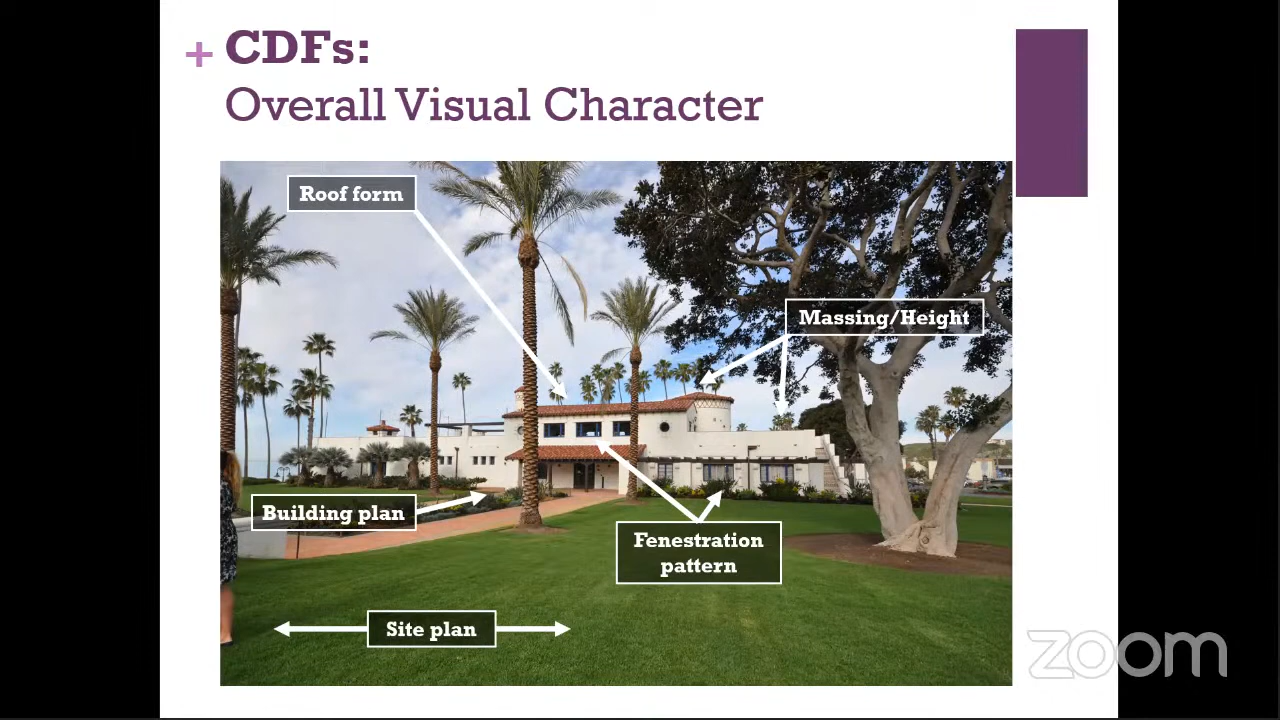 + CDFs:
Overall Visual Character
Roof form
Massing/Height
Building plan
Fenestration
pattern
Site plan
zoom